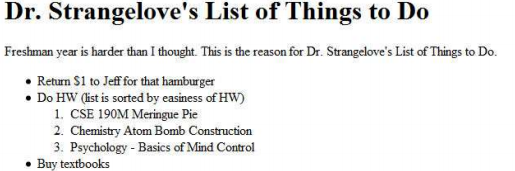 Dr. Strangelove's List of Things to Do
Freshman year is harder than I thought. This is the reason for Dr. Strangelove's List of Things to Do.
• Return $1 to Jeff for that hamburger
• Do HW (list is sorted by easiness of HW)
1. CSE 190M Meringue Pie
2. Chemistry Atom Bomb Construction
3. Psychology - Basics of Mind Control
• Buy textbooks